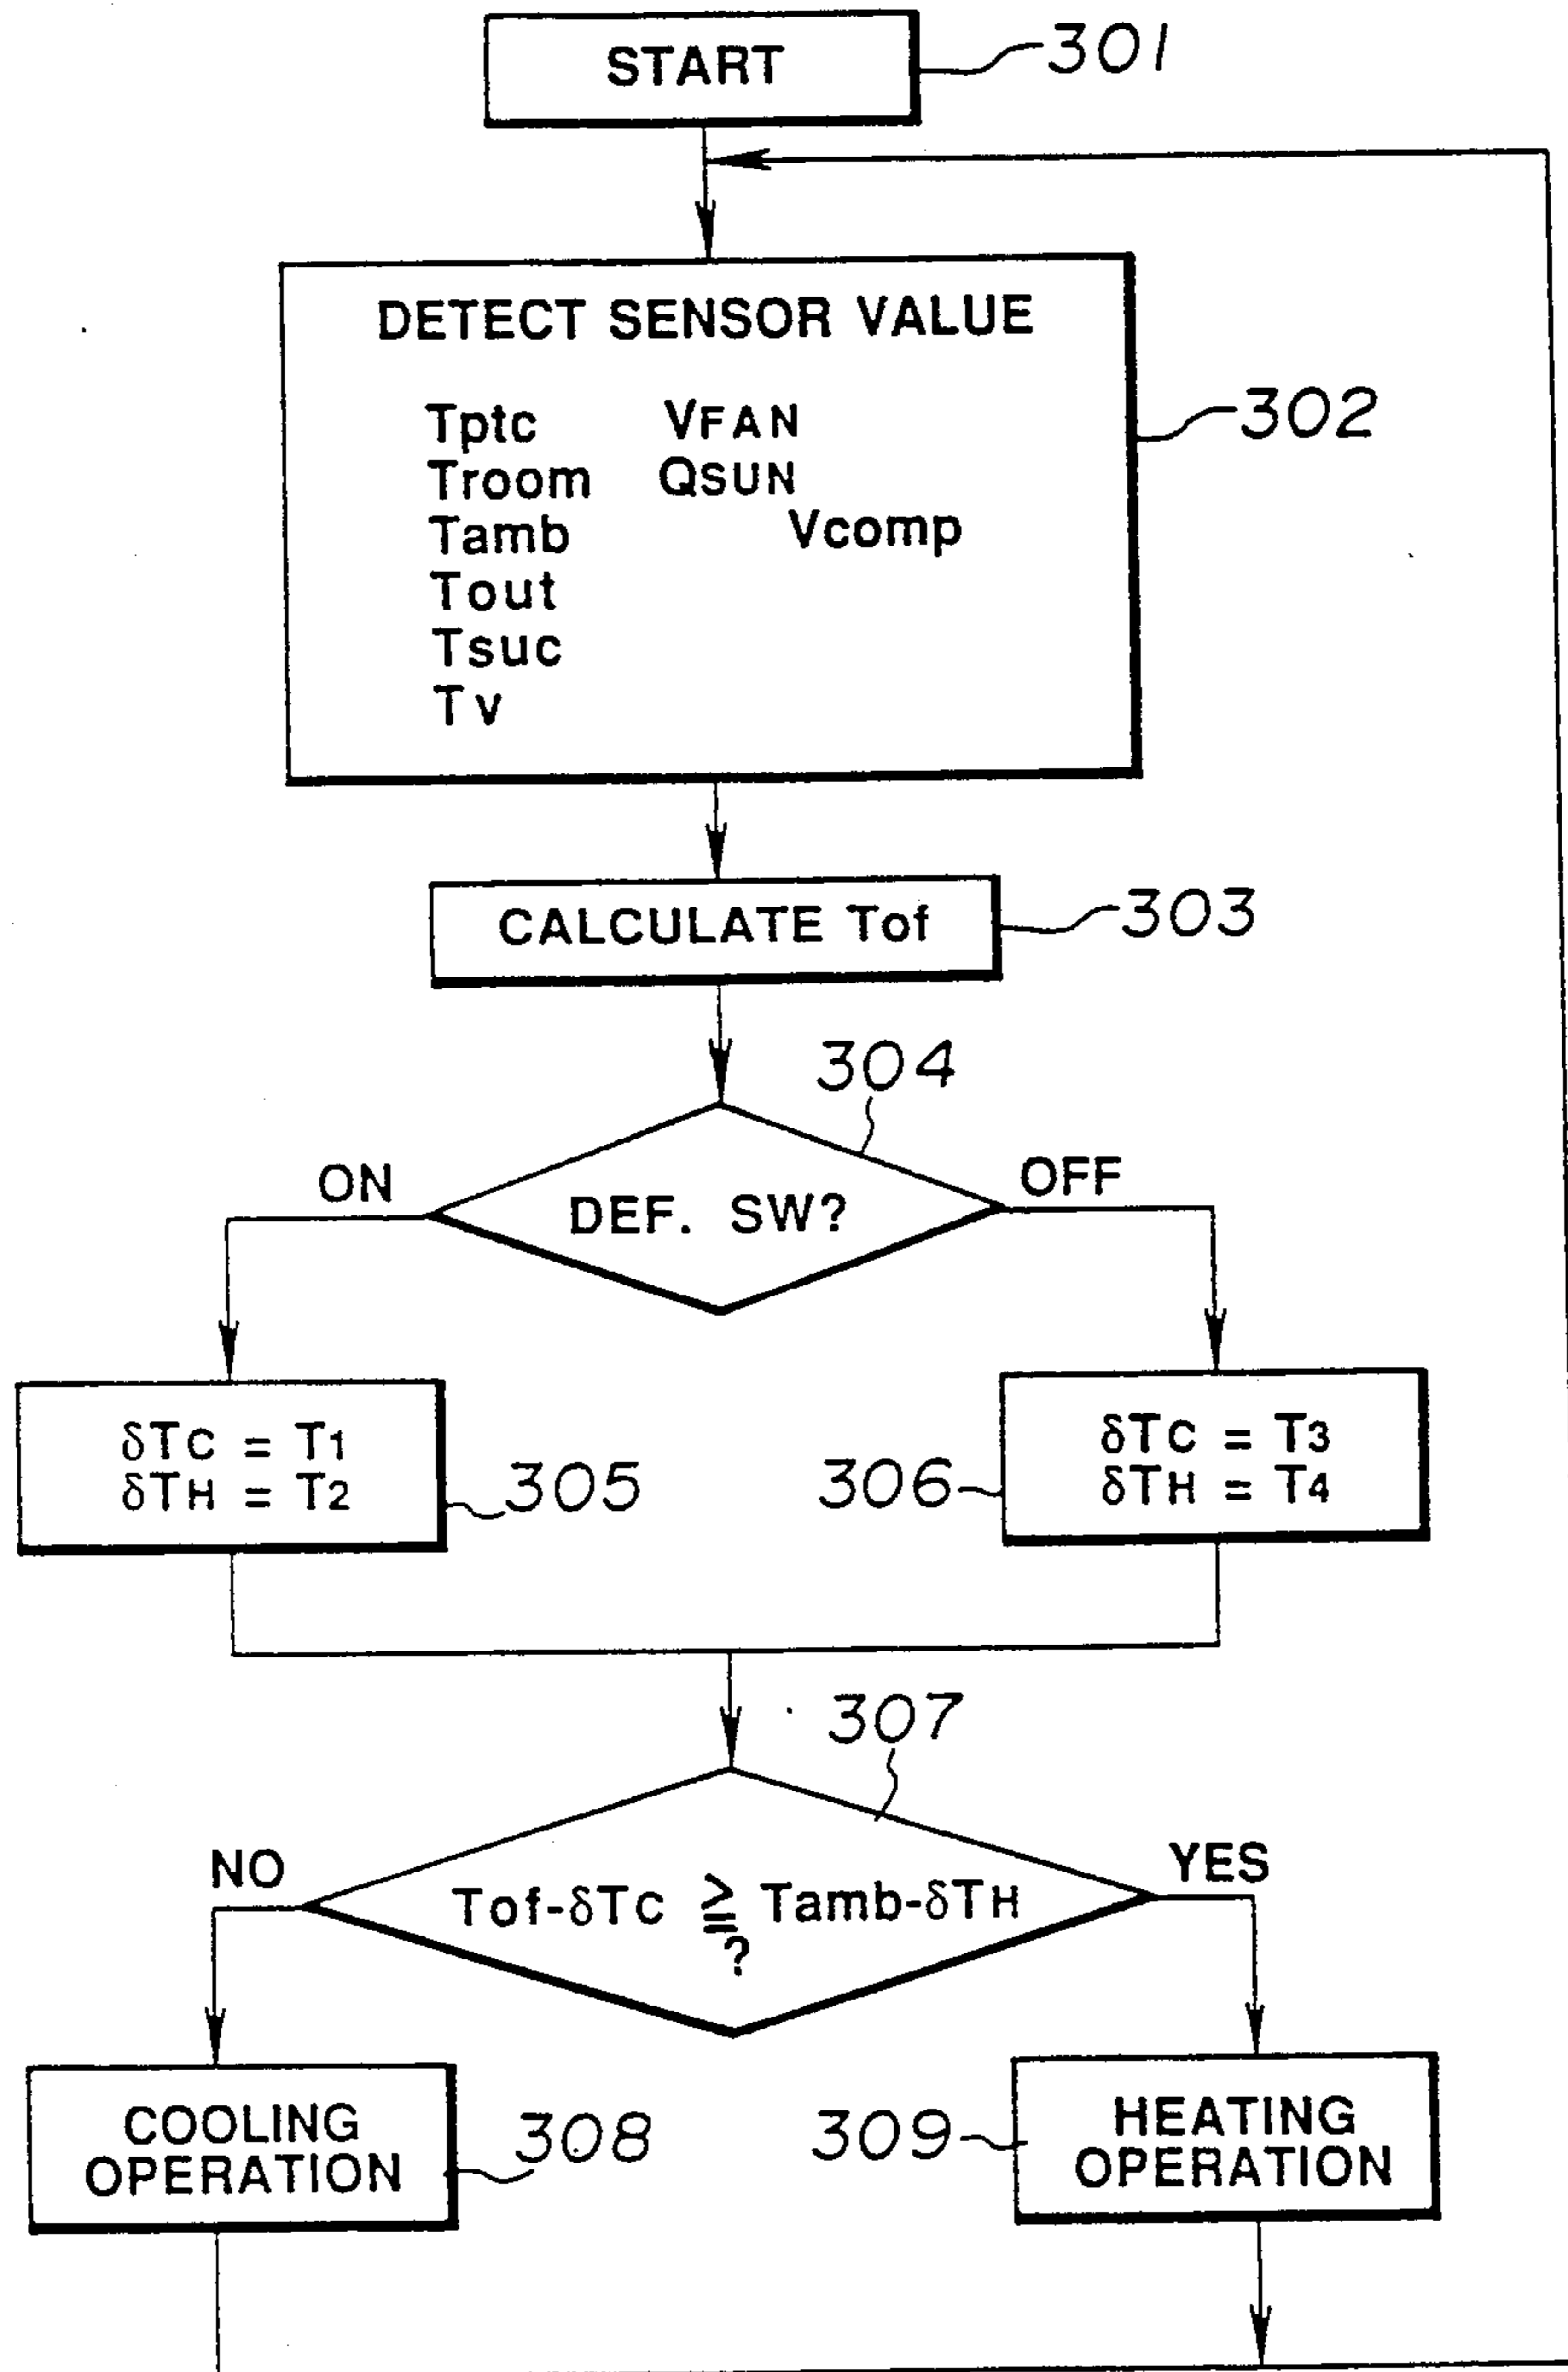 START
301
DETECT SENSOR VALUE
Tptc VFAN
302
Troom QSUN
Tamb Vcomp
Tout
Tsuc
Tv
CALCULATE Tof
303
304
ON
OFF
DEF. SW?
δTC = T1
δTH = T2
305
306
δTC = T3
δTH = T4
307
NO
YES
Tof-δTC ≧ Tamb-δTH
?
COOLING
OPERATION
308
309
HEATING
OPERATION